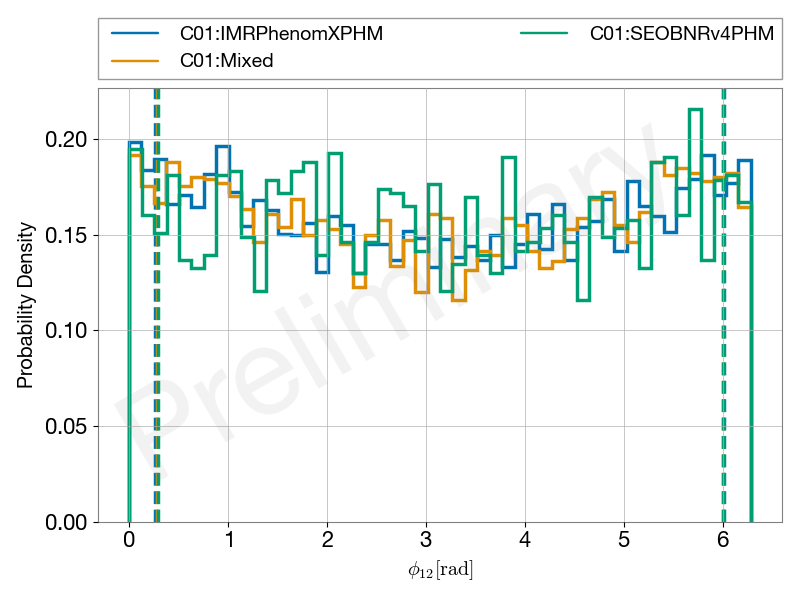 C01:IMRPhenomXPHM
C01:Mixed
C01:SEOBNRv4PHM
Preliminary
Probability Density
0.20
0.15
0.10
0.05
0.00
0 1 2 3 4 5 6
ϕ₁₂[rad]